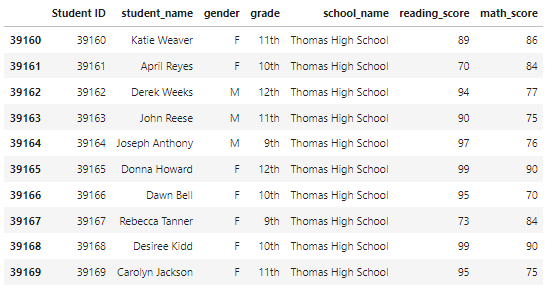 Student ID student_name gender grade school_name reading_score math_score
39160 39160 Katie Weaver F 11th Thomas High School 89 86
39161 39161 April Reyes F 10th Thomas High School 70 84
39162 39162 Derek Weeks M 12th Thomas High School 94 77
39163 39163 John Reese M 11th Thomas High School 90 75
39164 39164 Joseph Anthony M 9th Thomas High School 97 76
39165 39165 Donna Howard F 12th Thomas High School 99 90
39166 39166 Dawn Bell F 10th Thomas High School 95 70
39167 39167 Rebecca Tanner F 9th Thomas High School 73 84
39168 39168 Desiree Kidd F 10th Thomas High School 99 90
39169 39169 Carolyn Jackson F 11th Thomas High School 95 75